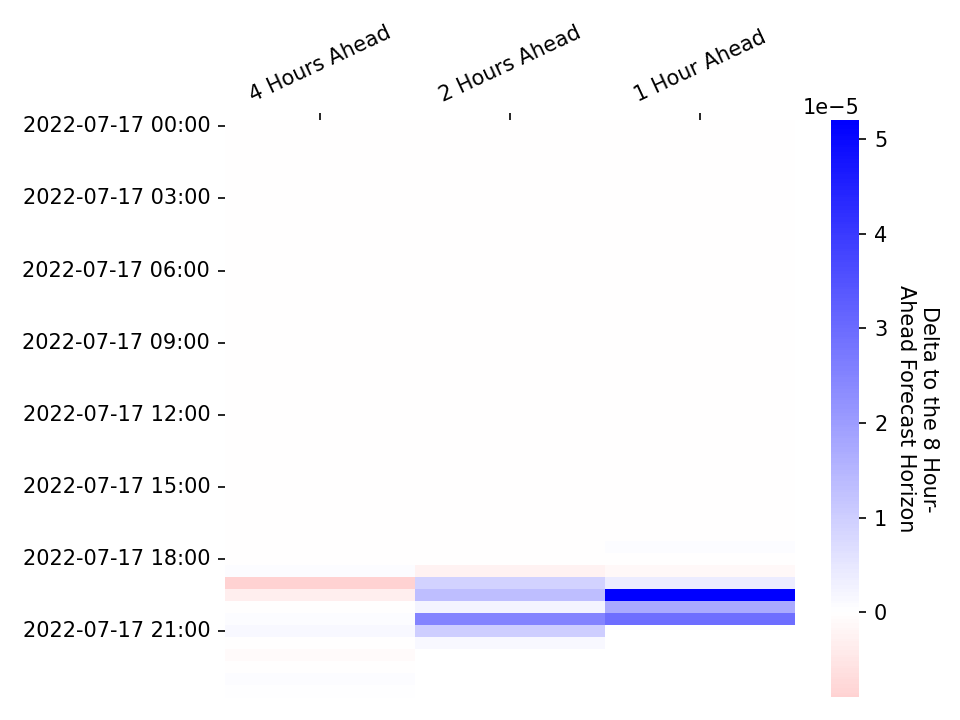 4 Hours Ahead
2 Hours Ahead
1 Hour Ahead
1e−5
2022-07-17 00:00
2022-07-17 03:00
2022-07-17 06:00
2022-07-17 09:00
2022-07-17 12:00
2022-07-17 15:00
2022-07-17 18:00
2022-07-17 21:00
5
4
3
2
1
0
Delta to the 8 Hour-
Ahead Forecast Horizon